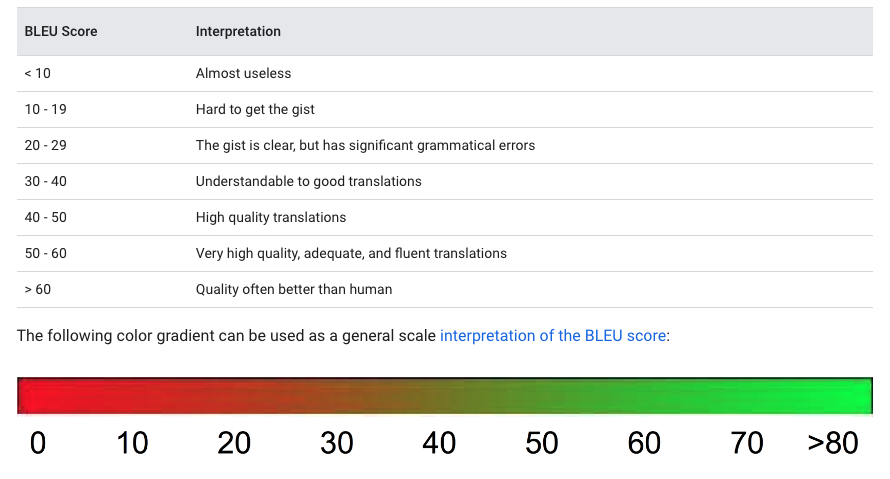 BLEU Score Interpretation
< 10 Almost useless
10 - 19 Hard to get the gist
20 - 29 The gist is clear, but has significant grammatical errors
30 - 40 Understandable to good translations
40 - 50 High quality translations
50 - 60 Very high quality, adequate, and fluent translations
> 60 Quality often better than human
The following color gradient can be used as a general scale interpretation of the BLEU score:
0 10 20 30 40 50 60 70 >80